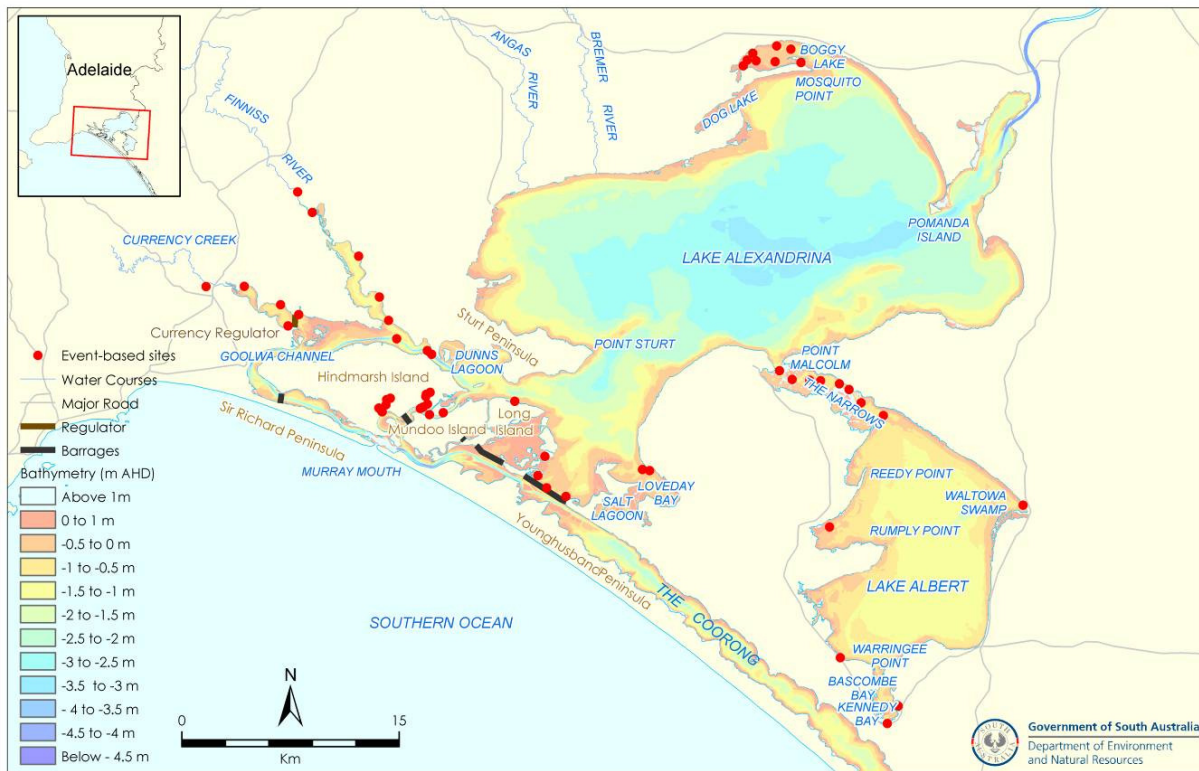 Adelaide
FINNISS
RIVER
ANGAS
RIVER
BREMER
RIVER
BOGGY
LAKE
MOSQUITO
POINT
DOG LAKE
POMANDA
ISLAND
CURRENCY CREEK
LAKE ALEXANDRINA
Currency Regulator
GOOLWA CHANNEL
Sturt Peninsula
POINT STURT
DUNNS
LAGOON
Hindmarsh Island
POINT
MALCOLM
THE NARROWS
Long
Island
Mundoo Island
Sir Richard Peninsula
MURRAY MOUTH
REEDY POINT
WALTOWA
SWAMP
LOVEDAY
BAY
SALT
LAGOON
RUMPLY POINT
Younghusband Peninsula
LAKE ALBERT
THE COORONG
SOUTHERN OCEAN
WARRINGEE
POINT
BASCOMBE
BAY
KENNEDY
BAY
Event-based sites
Water Courses
Major Road
Regulator
Barrages
Bathymetry (m AHD)
Above 1m
0 to 1 m
-0.5 to 0 m
-1 to -0.5 m
-1.5 to -1 m
-2 to -1.5 m
-2.5 to -2 m
-3 to -2.5 m
-3.5 to -3 m
- 4 to -3.5 m
-4.5 to -4 m
Below - 4.5 m
N
0 15
Km
SOUTH
AUSTRALIA
Government of South Australia
Department of Environment
and Natural Resources